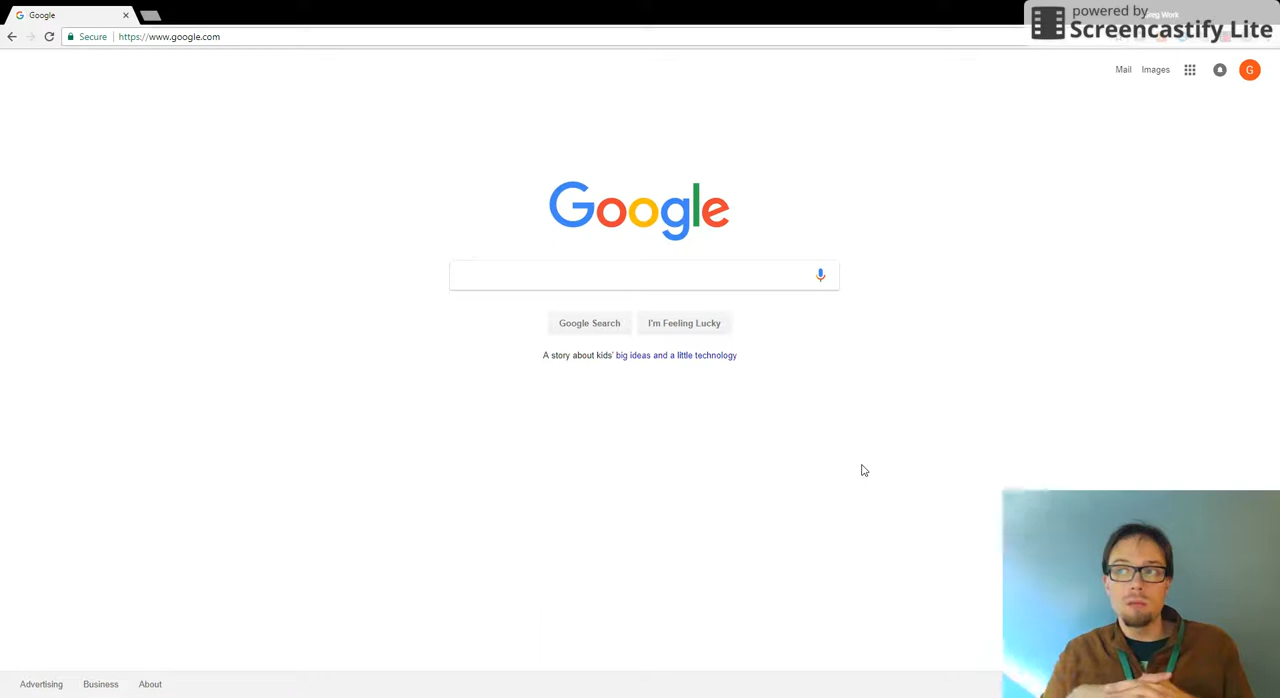 Google
powered by
Screencastify Lite
Secure
https://www.google.com
Mail
Images
G
Google
Google Search
I'm Feeling Lucky
A story about kids' big ideas and a little technology
Advertising
Business
About